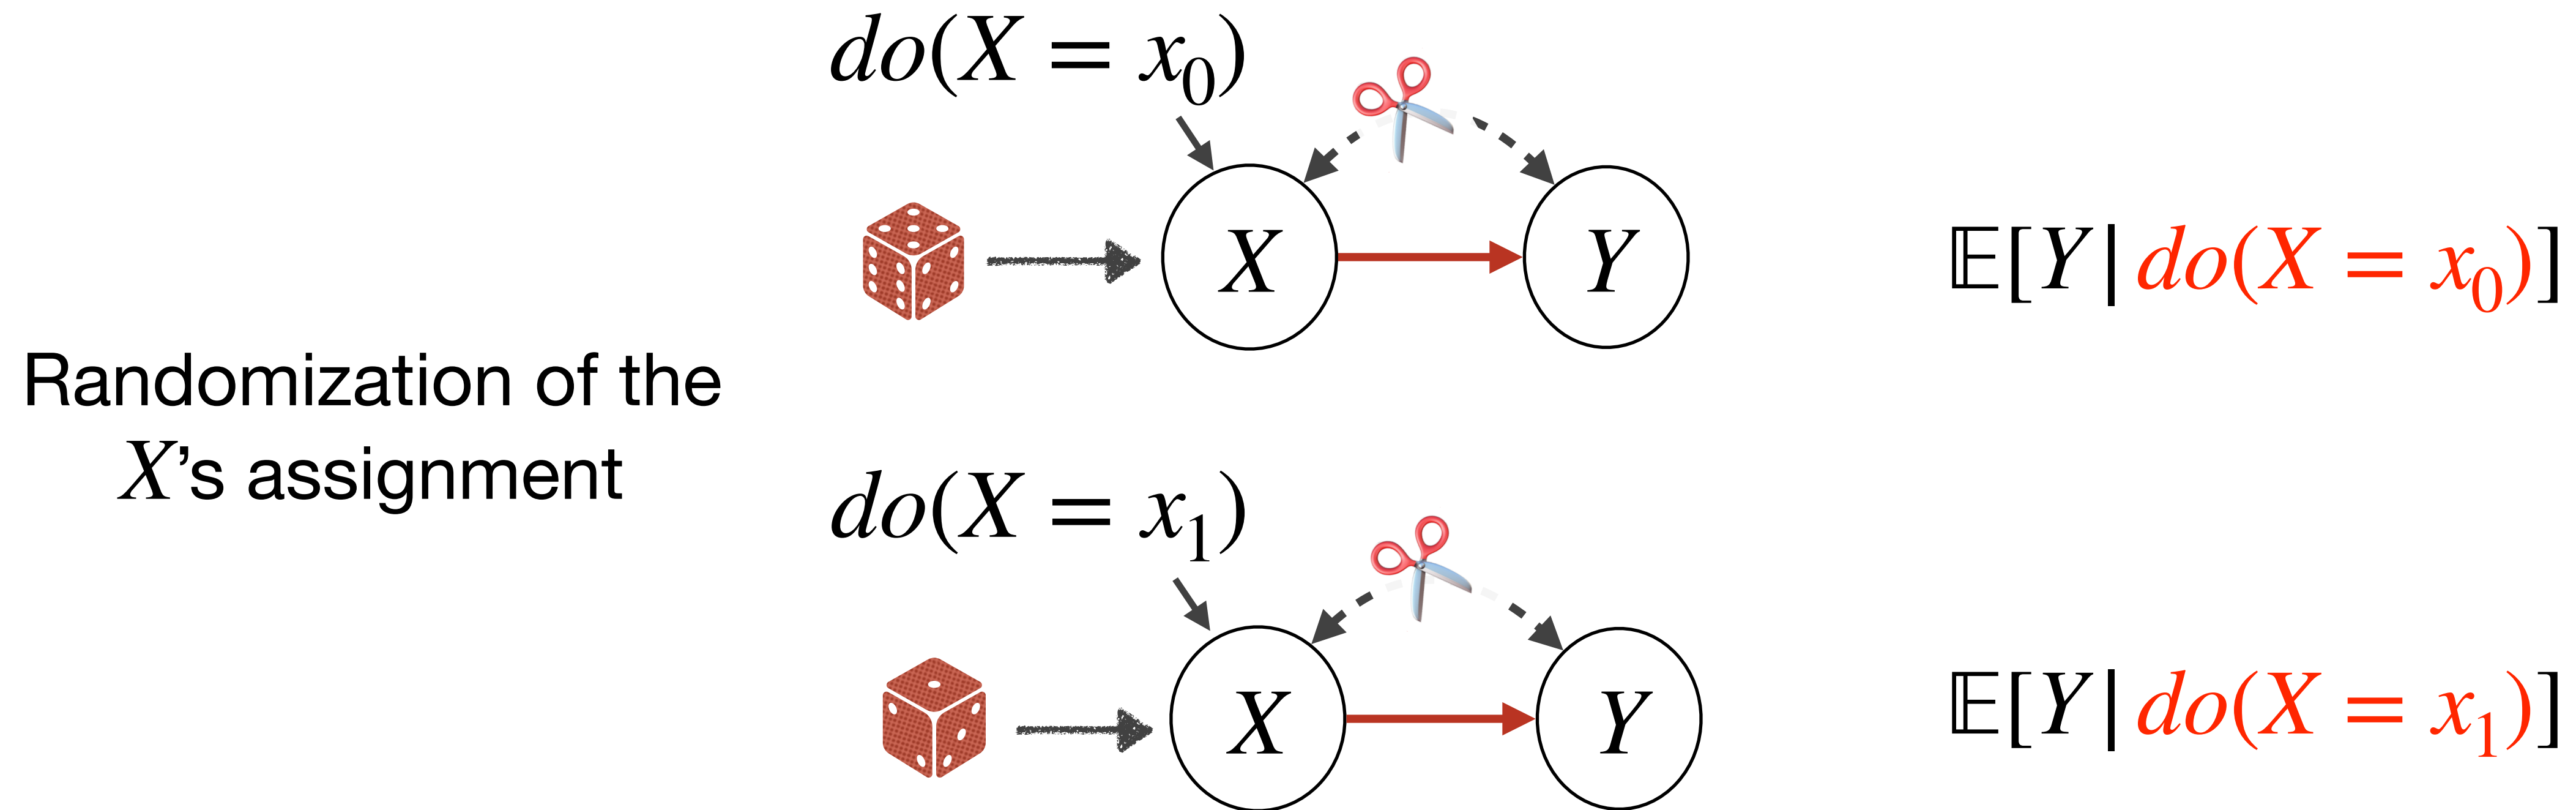 do(X = x₀)
X
Y
𝔼[Y| do(X = x₀)]
Randomization of the
X’s assignment
do(X = x₁)
X
Y
𝔼[Y| do(X = x₁)]